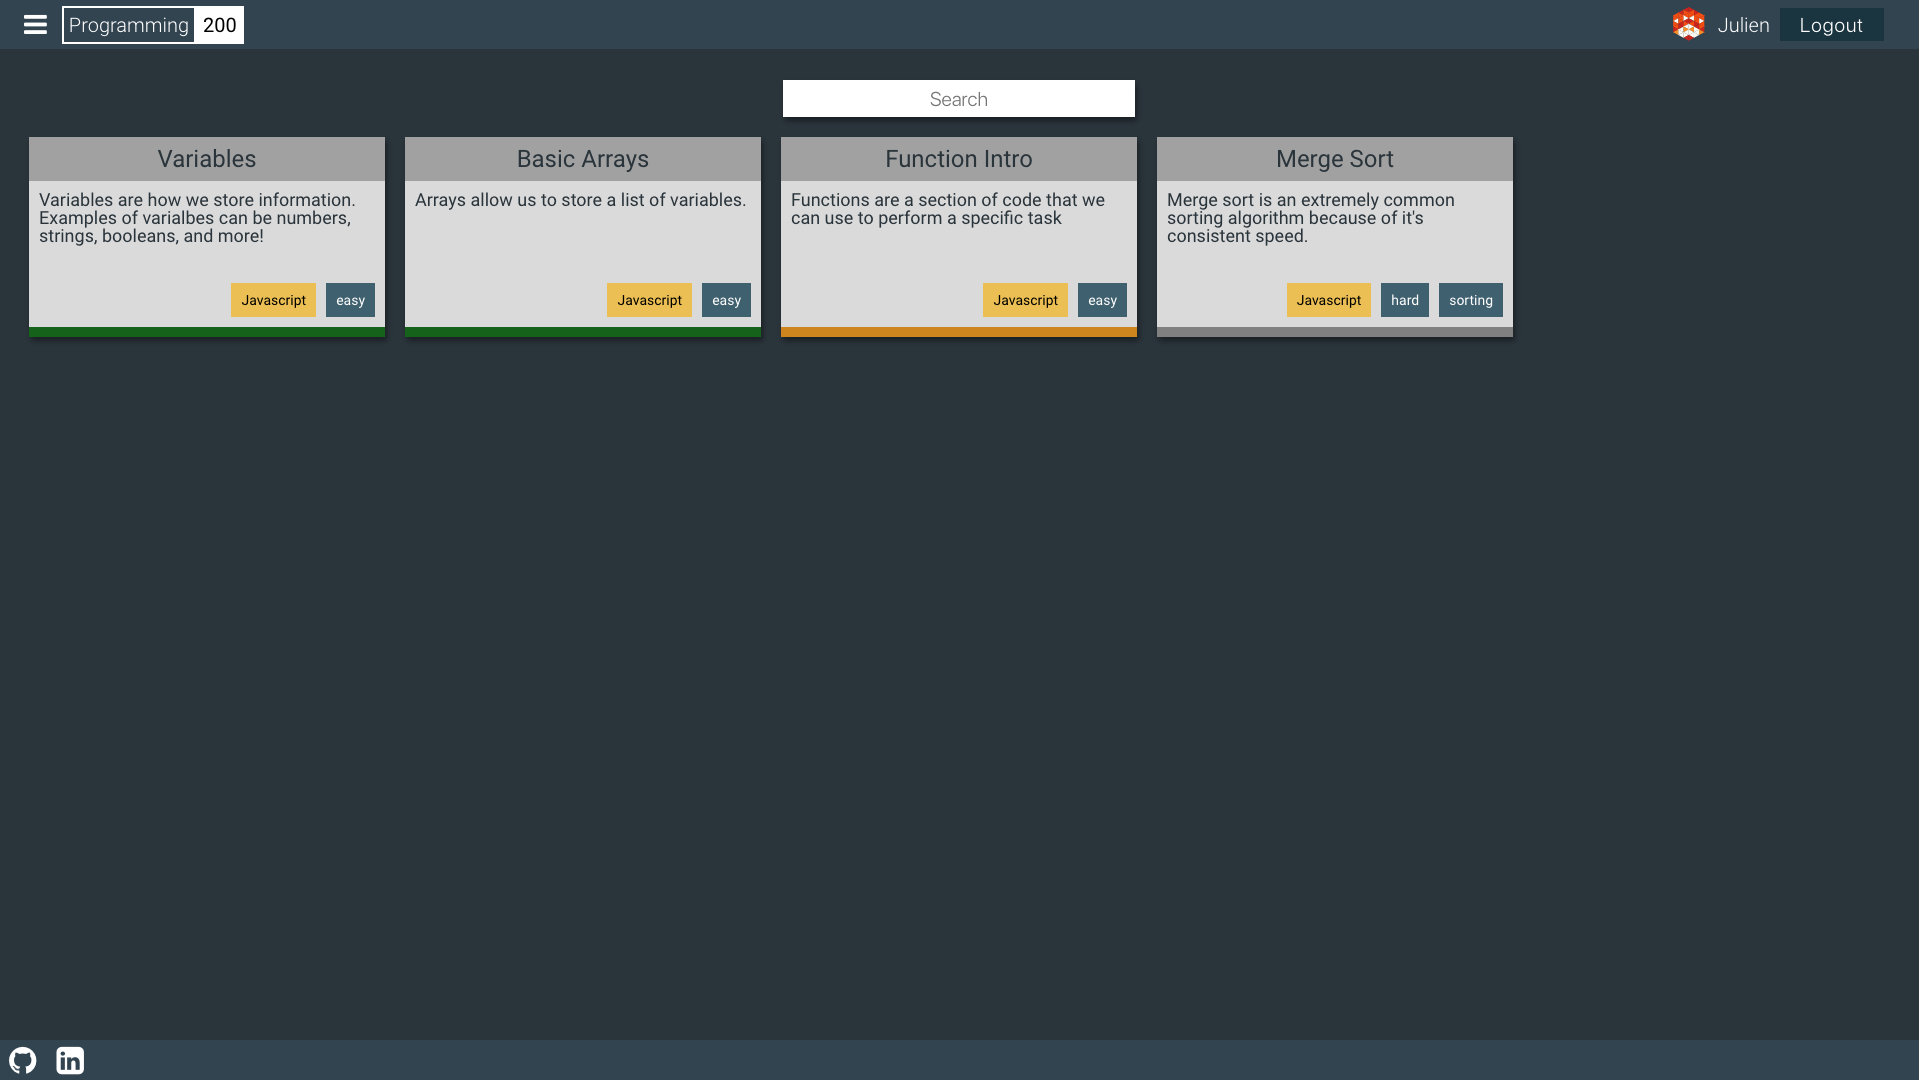 Programming 200
Julien
Logout
Search
Variables
Variables are how we store information.
Examples of varialbes can be numbers,
strings, booleans, and more!
Javascript
easy
Basic Arrays
Arrays allow us to store a list of variables.
Javascript
easy
Function Intro
Functions are a section of code that we
can use to perform a specific task
Javascript
easy
Merge Sort
Merge sort is an extremely common
sorting algorithm because of it's
consistent speed.
Javascript
hard
sorting
in